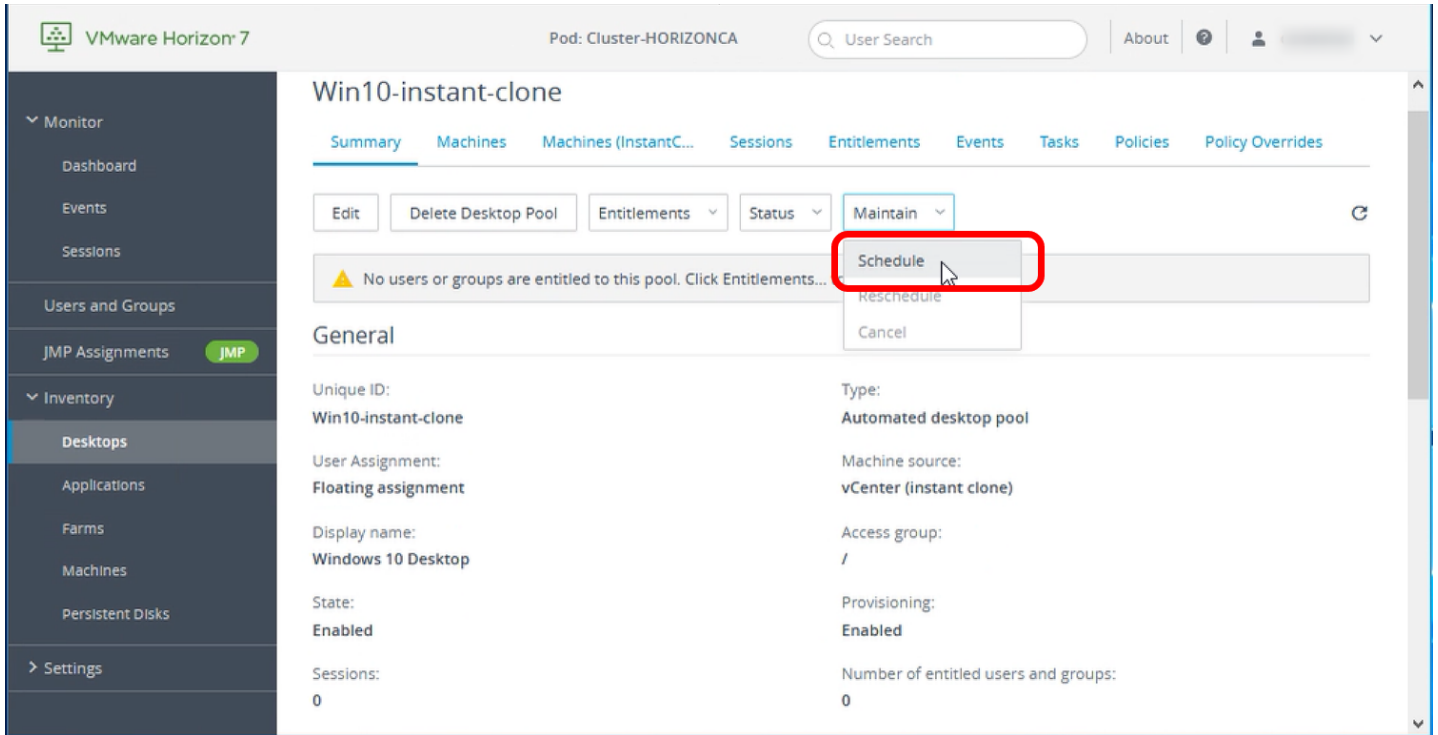 VMware Horizon® 7
Pod: Cluster-HORIZONCA
User Search
About
Monitor
Dashboard
Events
Sessions
Users and Groups
JMP Assignments JMP
Inventory
Desktops
Applications
Farms
Machines
Persistent Disks
Settings
Win10-instant-clone
Summary Machines Machines (InstantC... Sessions Entitlements Events Tasks Policies Policy Overrides
Edit Delete Desktop Pool Entitlements Status Maintain
Schedule
Reschedule
Cancel
No users or groups are entitled to this pool. Click Entitlements...
General
Unique ID:
Win10-instant-clone
Type:
Automated desktop pool
User Assignment:
Floating assignment
Machine source:
vCenter (instant clone)
Display name:
Windows 10 Desktop
Access group:
/
State:
Enabled
Provisioning:
Enabled
Sessions:
0
Number of entitled users and groups:
0